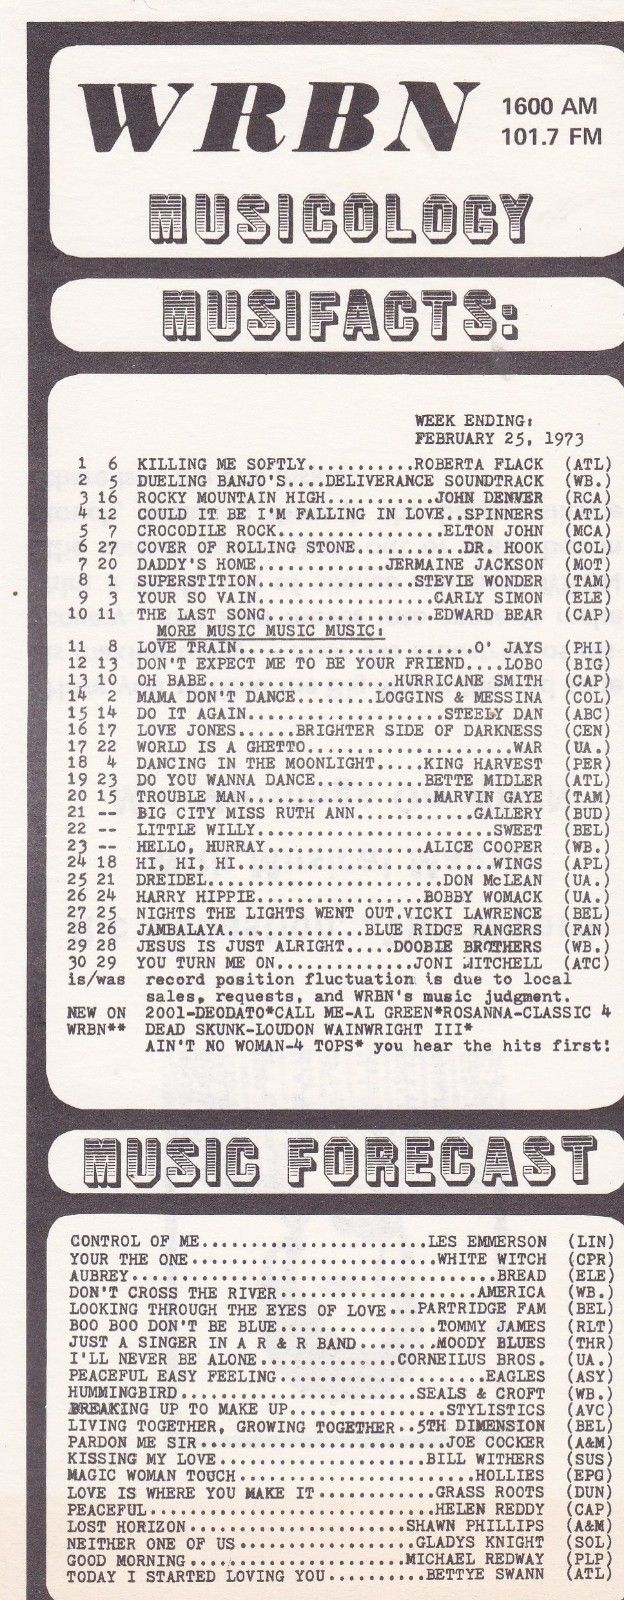 WRBN
1600 AM
101.7 FM
MUSICOLOGY
MUSIFACTS:
WEEK ENDING:
FEBRUARY 25, 1973
1 6 KILLING ME SOFTLY...........ROBERTA FLACK (ATL)
2 9 DUELING BANJO'S....DELIVERANCE SOUNDTRACK (WB.)
3 16 ROCKY MOUNTAIN HIGH...........JOHN DENVER (RCA)
4 12 COULD IT BE I'M FALLING IN LOVE..SPINNERS (ATL)
5 7 CROCODILE ROCK.................ELTON JOHN (MCA)
6 27 COVER OF ROLLING STONE...........DR. HOOK (COL)
7 20 DADDY'S HOME.............JERMAINE JACKSON (MOT)
8 1 SUPERSTITION................STEVIE WONDER (TAM)
9 3 YOUR SO VAIN..................CARLY SIMON (ELE)
10 11 THE LAST SONG.................EDWARD BEAR (CAP)
MORE MUSIC MUSIC MUSIC:
11 8 LOVE TRAIN........................O' JAYS (PHI)
12 13 DON'T EXPECT ME TO BE YOUR FRIEND....LOBO (BIG)
13 10 OH BABE...................HURRICANE SMITH (CAP)
14 2 MAMA DON'T DANCE........LOGGINS & MESSINA (COL)
15 14 DO IT AGAIN....................STEELY DAN (ABC)
16 17 LOVE JONES......BRIGHTER SIDE OF DARKNESS (CEN)
17 22 WORLD IS A GHETTO.....................WAR (UA.)
18 4 DANCING IN THE MOONLIGHT.....KING HARVEST (PER)
19 23 DO YOU WANNA DANCE...........BETTE MIDLER (ATL)
20 15 TROUBLE MAN...................MARVIN GAYE (TAM)
21 -- BIG CITY MISS RUTH ANN............GALLERY (BUD)
22 -- LITTLE WILLY........................SWEET (BEL)
23 -- HELLO, HURRAY................ALICE COOPER (WB.)
24 18 HI, HI, HI..........................WINGS (APL)
25 21 DREIDEL........................DON McLEAN (UA.)
26 24 HARRY HIPPIE.................BOBBY WOMACK (UA.)
27 25 NIGHTS THE LIGHTS WENT OUT.VICKI LAWRENCE (BEL)
28 26 JAMBALAYA..............BLUE RIDGE RANGERS (FAN)
29 28 JESUS IS JUST ALRIGHT.....DOOBIE BROTHERS (WB.)
30 29 YOU TURN ME ON..............JONI MITCHELL (ATC)
is/was record position fluctuation is due to local
sales, requests, and WRBN's music judgment.
NEW ON 2001-DEODATO*CALL ME-AL GREEN*ROSANNA-CLASSIC 4
WRBN** DEAD SKUNK-LOUDON WAINWRIGHT III*
AIN'T NO WOMAN-4 TOPS* you hear the hits first!
MUSIC FORECAST
CONTROL OF ME.......................LES EMMERSON (LIN)
YOUR THE ONE.........................WHITE WITCH (CPR)
AUBREY.....................................BREAD (ELE)
DON'T CROSS THE RIVER....................AMERICA (WB.)
LOOKING THROUGH THE EYES OF LOVE...PARTRIDGE FAM (BEL)
BOO BOO DON'T BE BLUE................TOMMY JAMES (RLT)
JUST A SINGER IN A R & R BAND........MOODY BLUES (THR)
I'LL NEVER BE ALONE..............CORNEILUS BROS. (UA.)
PEACEFUL EASY FEELING.....................EAGLES (ASY)
HUMMINGBIRD........................SEALS & CROFT (WB.)
BREAKING UP TO MAKE UP................STYLISTICS (AVC)
LIVING TOGETHER, GROWING TOGETHER..5TH DIMENSION (BEL)
PARDON ME SIR.........................JOE COCKER (A&M)
KISSING MY LOVE.....................BILL WITHERS (SUS)
MAGIC WOMAN TOUCH........................HOLLIES (EPG)
LOVE IS WHERE YOU MAKE IT............GRASS ROOTS (DUN)
PEACEFUL.............................HELEN REDDY (CAP)
LOST HORIZON......................SHAWN PHILLIPS (A&M)
NEITHER ONE OF US..................GLADYS KNIGHT (SOL)
GOOD MORNING......................MICHAEL REDWAY (PLP)
TODAY I STARTED LOVING YOU..........BETTYE SWANN (ATL)